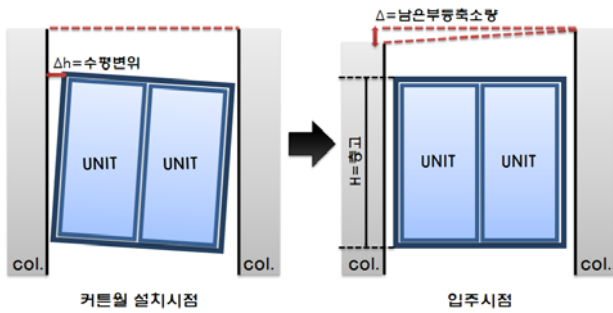 Δh=수평변위
UNIT
UNIT
col.
col.
커튼월 설치시점
Δ=남은부등축소량
H=층고
UNIT
UNIT
col.
col.
입주시점